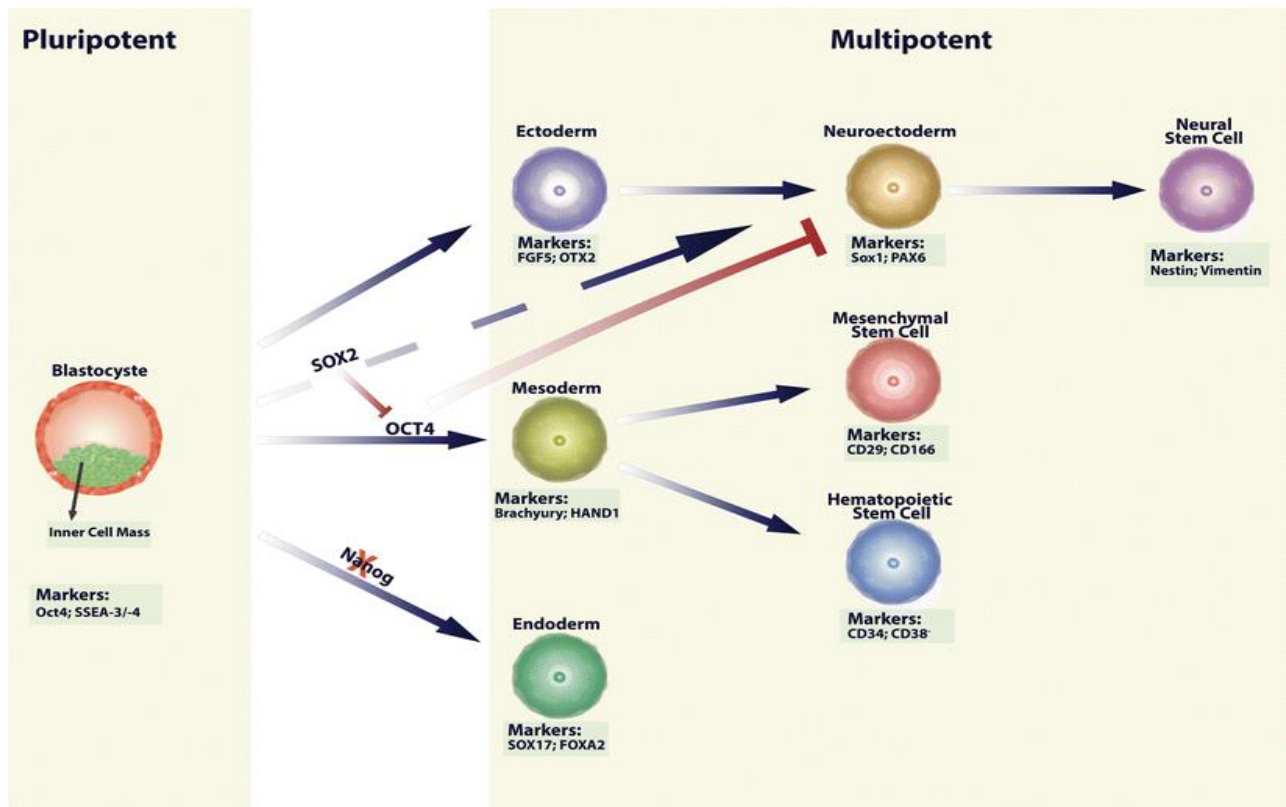 Pluripotent
Multipotent
Ectoderm
Markers:
FGF5; OTX2
Neuroectoderm
Markers:
Sox1; PAX6
Neural
Stem Cell
Markers:
Nestin; Vimentin
SOX2
OCT4
Blastocyste
Inner Cell Mass
Markers:
Oct4; SSEA-3/-4
Mesoderm
Markers:
Brachyury; HAND1
Mesenchymal
Stem Cell
Markers:
CD29; CD166
Hematopoietic
Stem Cell
Markers:
CD34; CD38-
Nanog
X
Endoderm
Markers:
SOX17; FOXA2